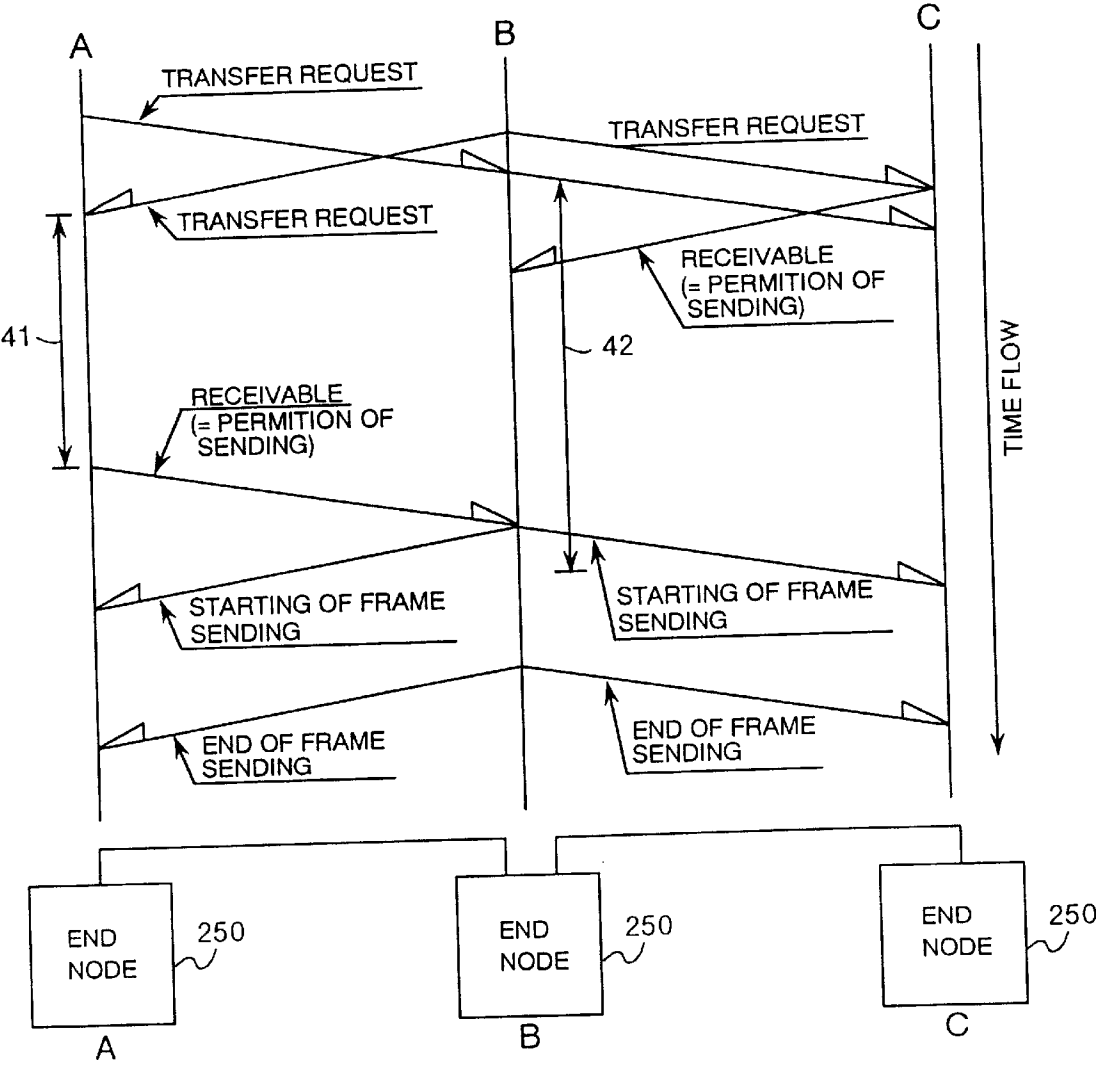 A
B
C
TRANSFER REQUEST
TRANSFER REQUEST
TRANSFER REQUEST
RECEIVABLE
(= PERMITION OF
SENDING)
41
42
TIME FLOW
RECEIVABLE
(= PERMITION OF
SENDING)
STARTING OF FRAME
SENDING
STARTING OF FRAME
SENDING
END OF FRAME
SENDING
END OF FRAME
SENDING
END
NODE
250
A
END
NODE
250
B
END
NODE
250
C